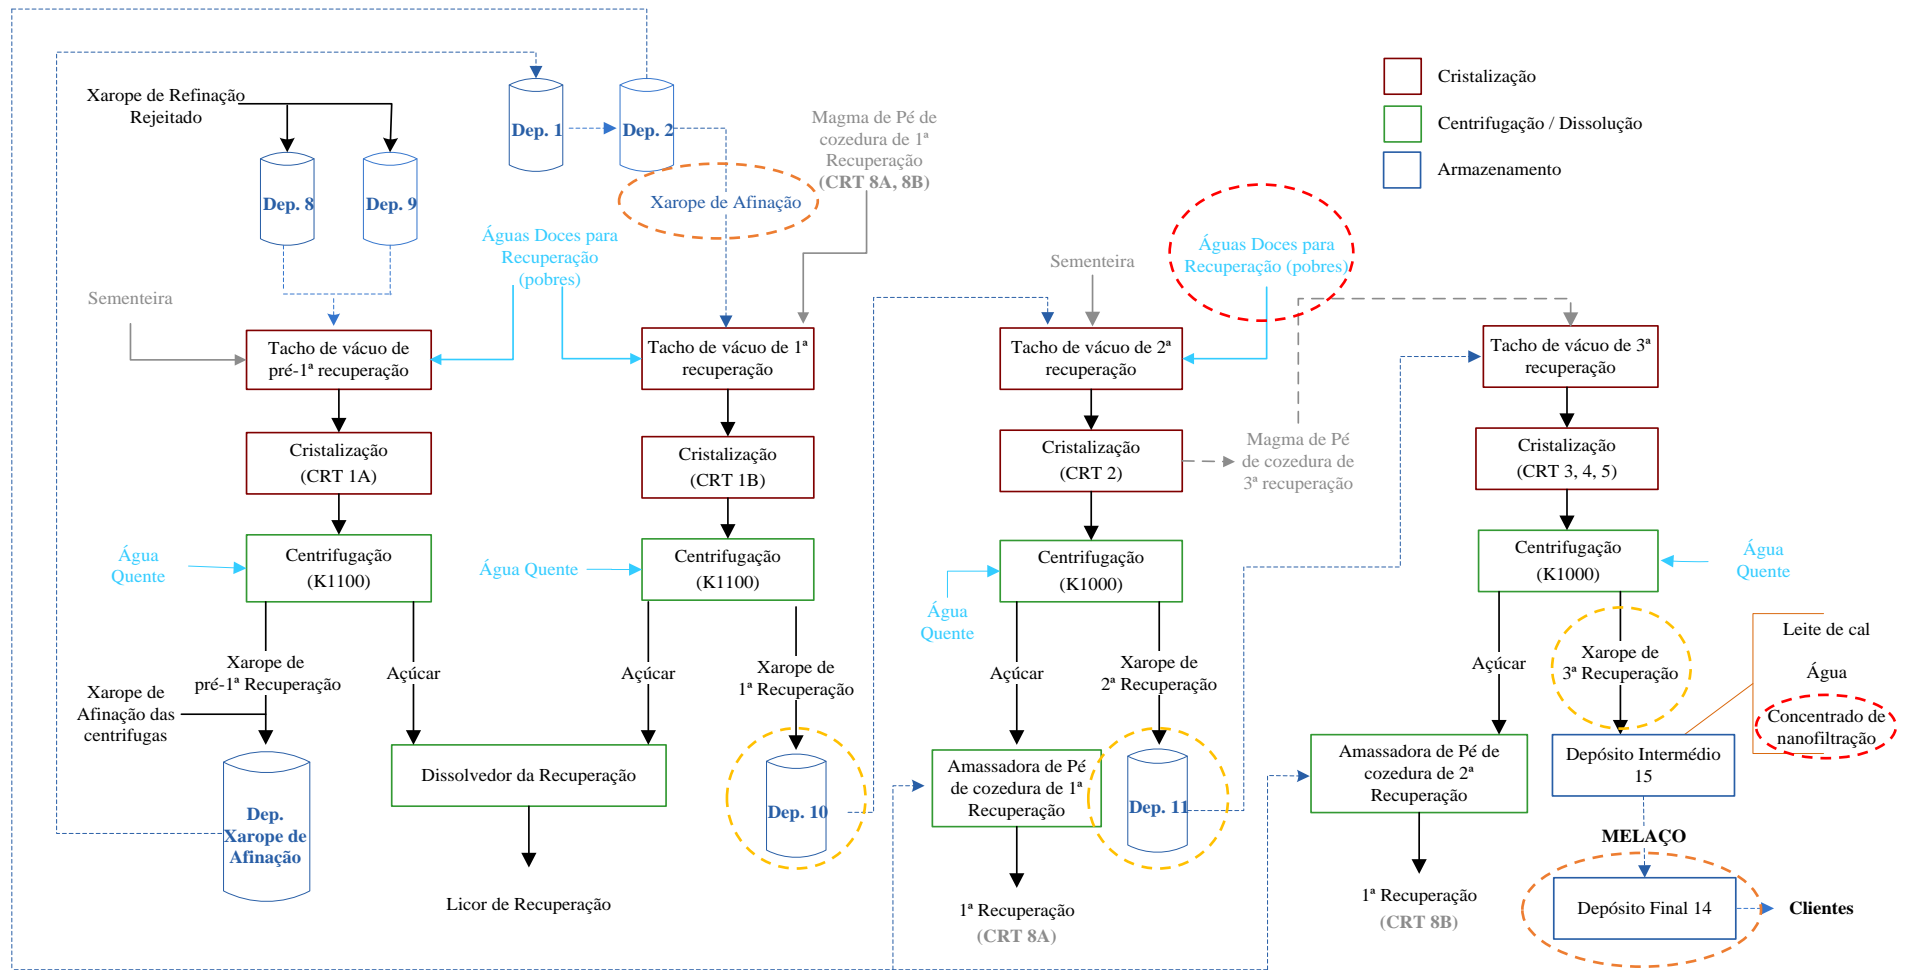 Xarope de Refinação
Rejeitado
Dep. 8
Dep. 9
Dep. 1
Dep. 2
Xarope de Afinação
Magma de Pé de
cozedura de 1ª
Recuperação
(CRT 8A, 8B)
Cristalização
Centrifugação / Dissolução
Armazenamento
Sementeira
Águas Doces para
Recuperação
(pobres)
Sementeira
Águas Doces para
Recuperação (pobres)
Tacho de vácuo de
pré-1ª recuperação
Tacho de vácuo de 1ª
recuperação
Tacho de vácuo de 2ª
recuperação
Tacho de vácuo de 3ª
recuperação
Cristalização
(CRT 1A)
Cristalização
(CRT 1B)
Cristalização
(CRT 2)
Magma de Pé
de cozedura de
3ª recuperação
Cristalização
(CRT 3, 4, 5)
Água
Quente
Centrifugação
(K1100)
Água Quente
Centrifugação
(K1100)
Água
Quente
Centrifugação
(K1000)
Centrifugação
(K1000)
Água
Quente
Xarope de
pré-1ª Recuperação
Açúcar
Açúcar
Xarope de
1ª Recuperação
Açúcar
Xarope de
2ª Recuperação
Açúcar
Xarope de
3ª Recuperação
Leite de cal
Água
Concentrado de
nanofiltração
Xarope de
Afinação das
centrifugas
Dep.
Xarope de
Afinação
Dissolvedor da Recuperação
Dep. 10
Amassadora de Pé
de cozedura de 1ª
Recuperação
Dep. 11
Amassadora de Pé de
cozedura de 2ª
Recuperação
Depósito Intermédio
15
MELAÇO
Depósito Final 14
Clientes
Licor de Recuperação
1ª Recuperação
(CRT 8A)
1ª Recuperação
(CRT 8B)